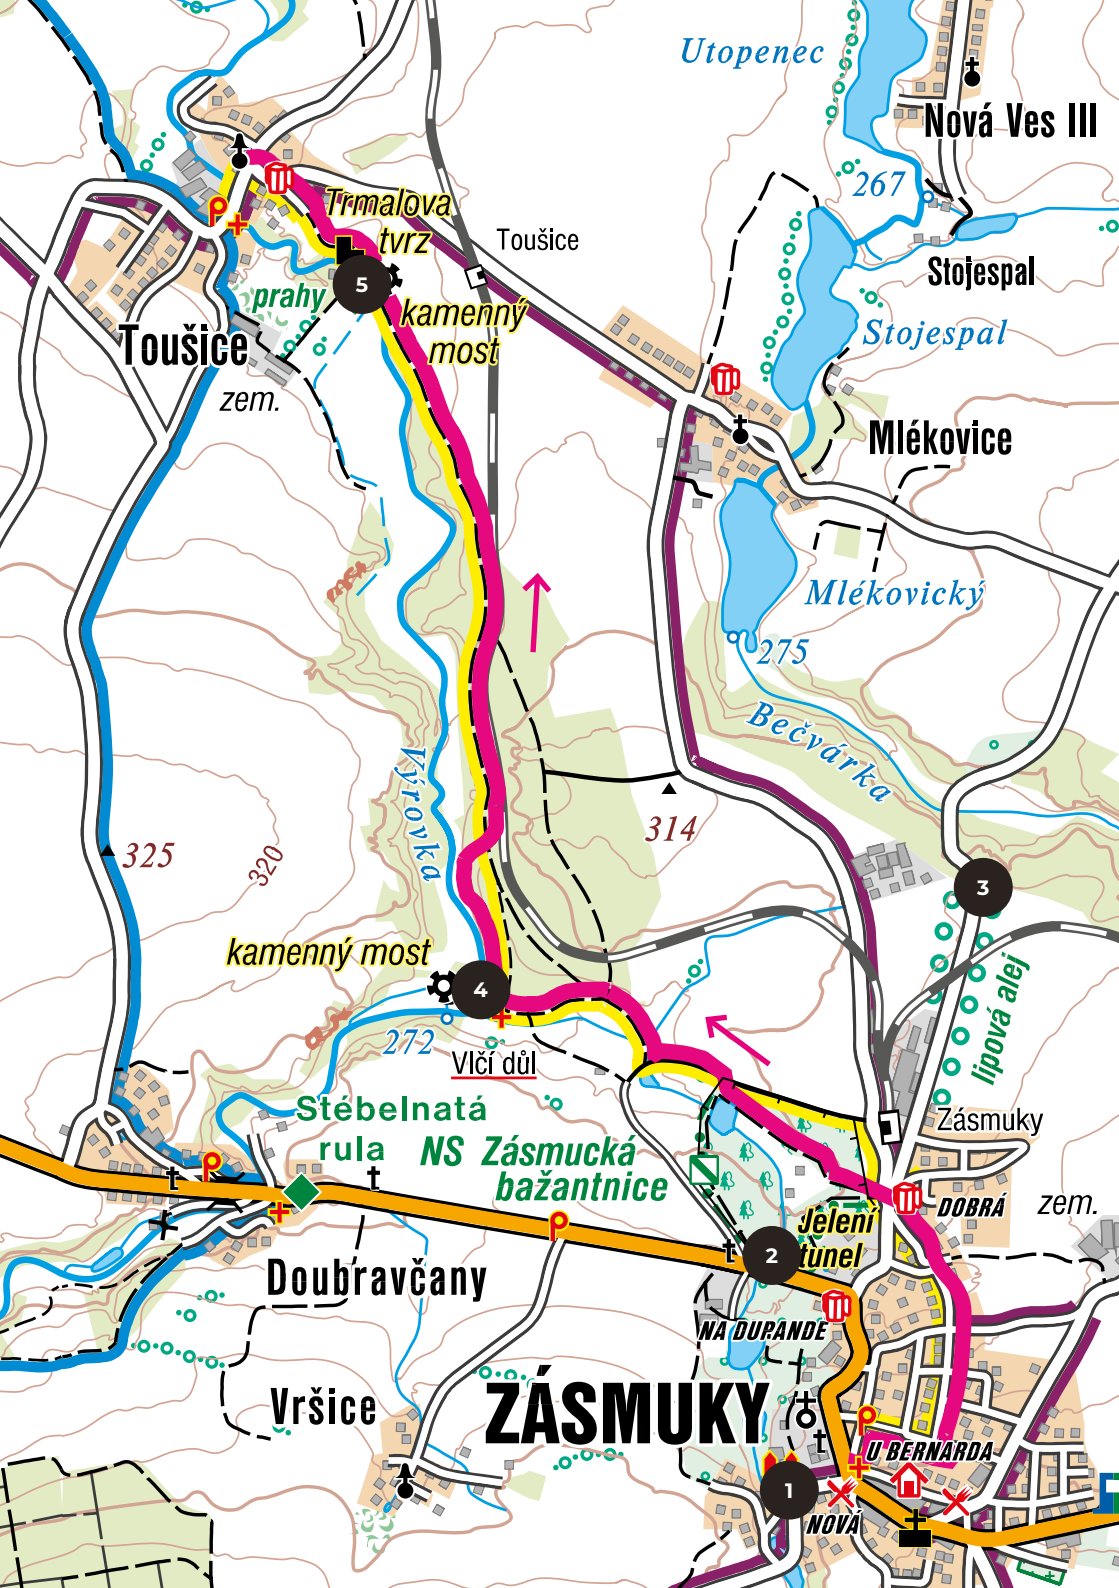 Utopenec
Nová Ves III
267
Trmalova
tvrz
Toušice
Stojespal
5
prahy
kamenný
most
Stojespal
Toušice
zem.
Mlékovice
Mlékovický
275
Bečvárka
Výrovka
314
325
320
3
kamenný most
4
lipová alej
272
Vlčí důl
Stébelnatá
rula
Zásmuky
NS Zásmucká
bažantnice
DOBRÁ
zem.
Jelení
tunel
2
Doubravčany
NA DUPANDE
Vršice
ZÁSMUKY
U BERNARDA
1
NOVÁ